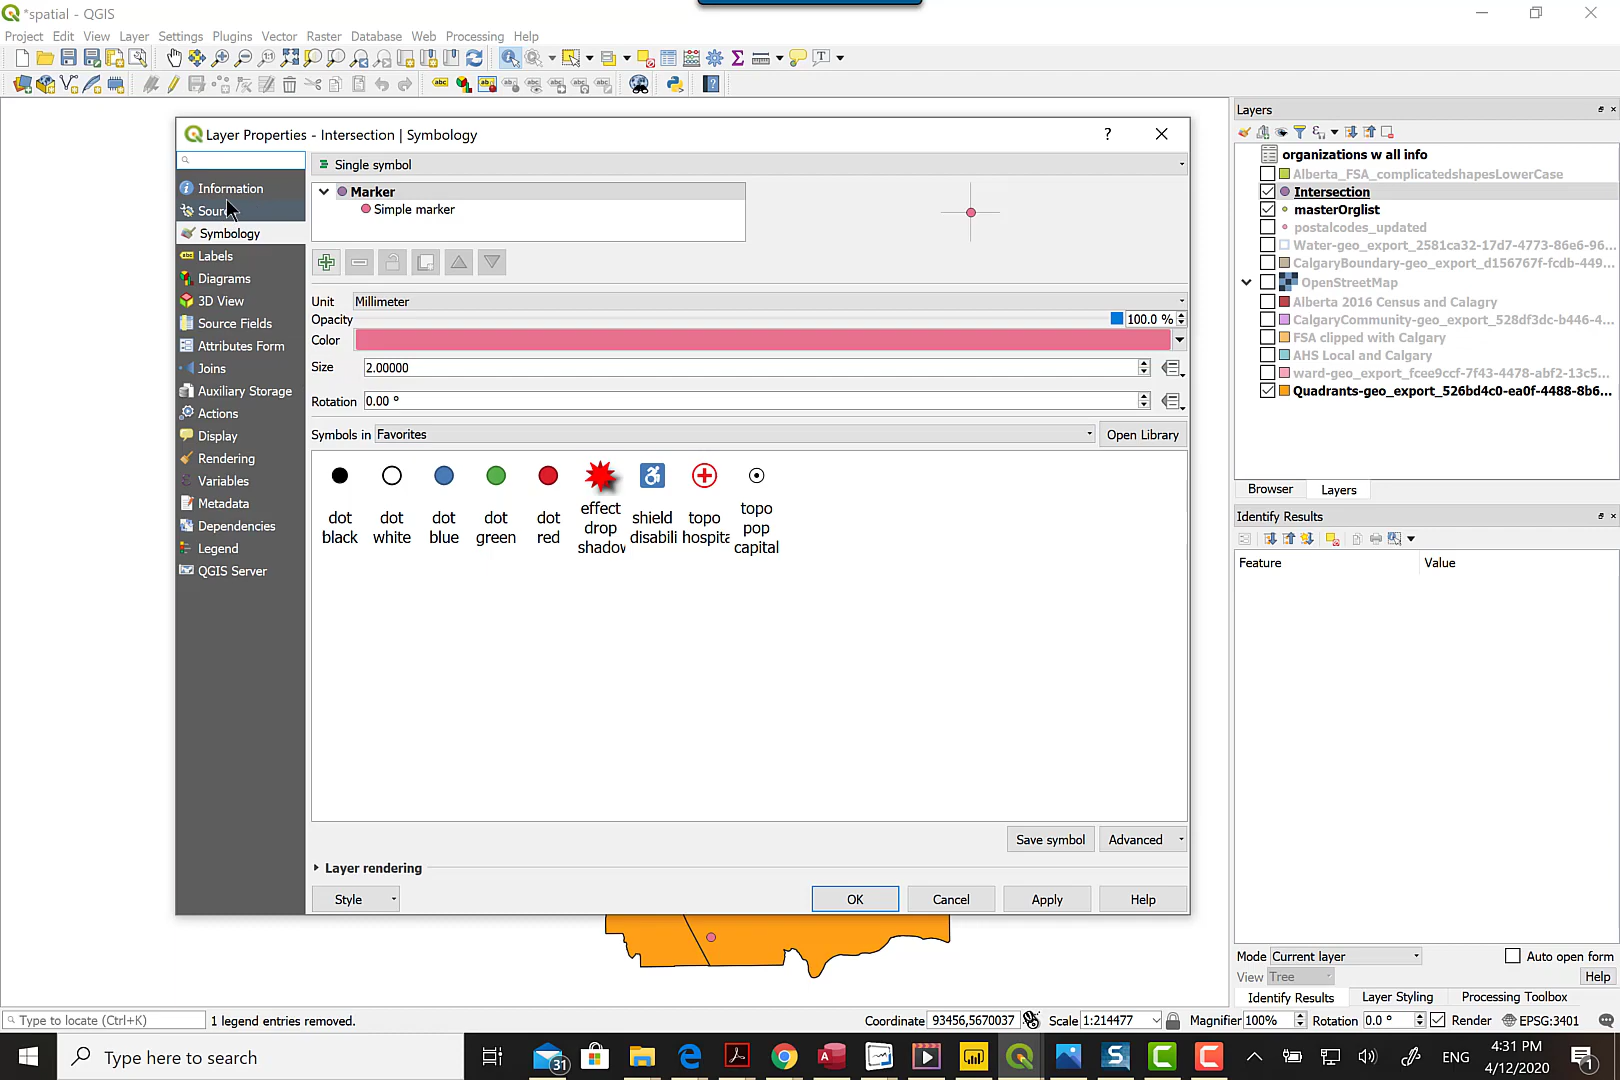 *spatial - QGIS
Project Edit View Layer Settings Plugins Vector Raster Database Web Processing Help
Layer Properties - Intersection | Symbology
Information
Symbology
Labels
Diagrams
3D View
Source Fields
Attributes Form
Joins
Auxiliary Storage
Actions
Display
Rendering
Variables
Metadata
Dependencies
Legend
QGIS Server
Single symbol
Marker
Simple marker
Unit Millimeter
Opacity 100.0 %
Color
Size 2.00000
Rotation 0.00 °
Symbols in Favorites Open Library
dot black
dot white
dot blue
dot green
dot red
effect drop shadow
shield disabili
topo hospita
topo pop capital
Save symbol Advanced
Layer rendering
Style OK Cancel Apply Help
Layers
organizations w all info
Alberta_FSA_complicatedshapesLowerCase
Intersection
masterOrglist
postalcodes_updated
Water-geo_export_2581ca32-17d7-4773-86e6-96...
CalgaryBoundary-geo_export_d156767f-fcdb-449...
OpenStreetMap
Alberta 2016 Census and Calagry
CalgaryCommunity-geo_export_528df3dc-b446-4...
FSA clipped with Calgary
AHS Local and Calgary
ward-geo_export_fcee9ccf-7f43-4478-abf2-13c5...
Quadrants-geo_export_526bd4c0-ea0f-4488-8b6...
Browser Layers
Identify Results
Feature Value
Mode Current layer Auto open form
View Tree Help
Identify Results Layer Styling Processing Toolbox
Type to locate (Ctrl+K) 1 legend entries removed. Coordinate 93456,5670037 Scale 1:214477 Magnifier 100% Rotation 0.0 ° Render EPSG:3401
Type here to search 31 ENG 4:31 PM
4/12/2020 1